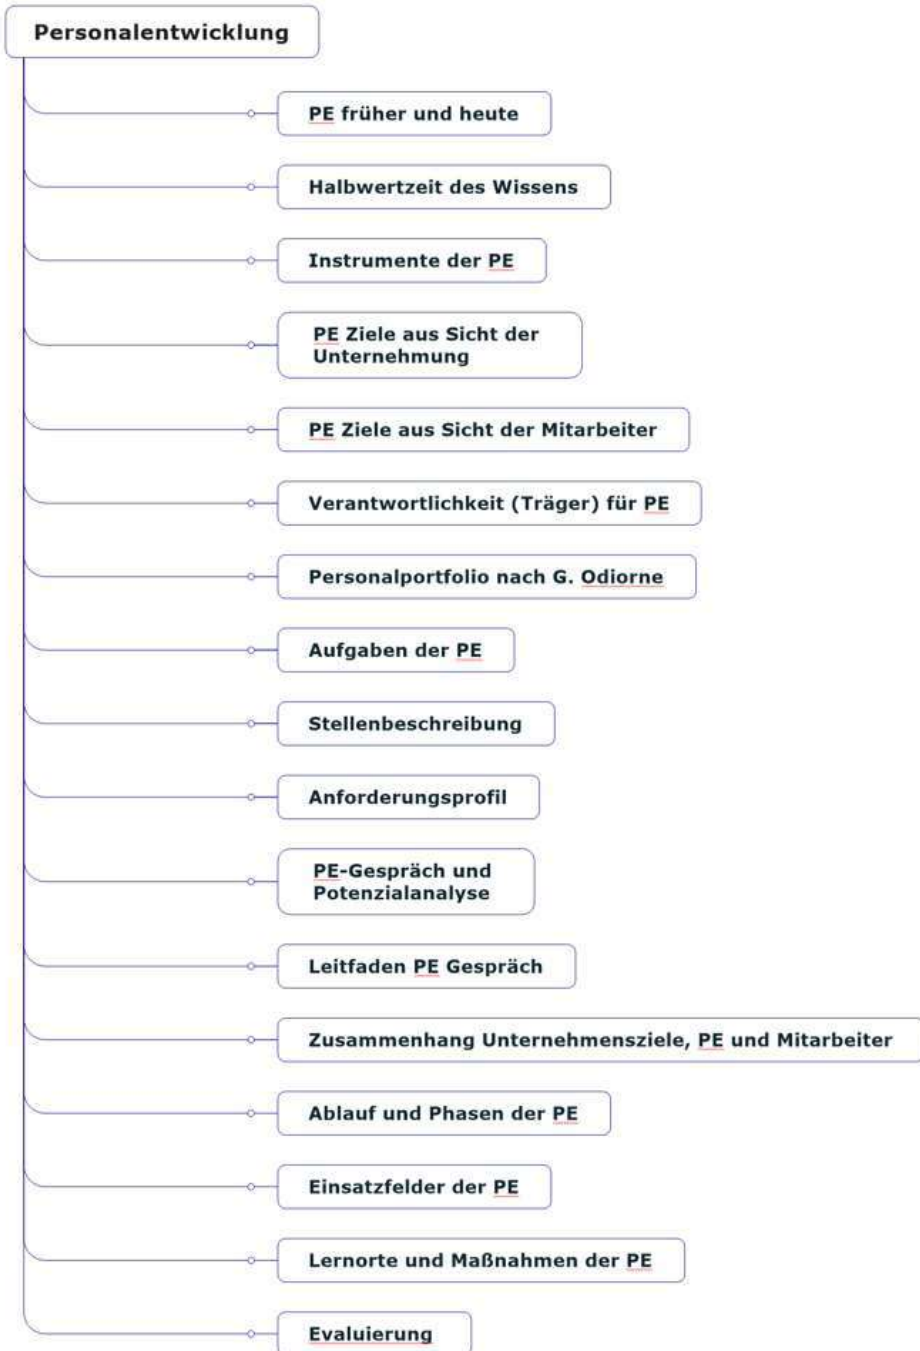 Personalentwicklung
PE früher und heute
Halbwertzeit des Wissens
Instrumente der PE
PE Ziele aus Sicht der
Unternehmung
PE Ziele aus Sicht der Mitarbeiter
Verantwortlichkeit (Träger) für PE
Personalportfolio nach G. Odiorne
Aufgaben der PE
Stellenbeschreibung
Anforderungsprofil
PE-Gespräch und
Potenzialanalyse
Leitfaden PE Gespräch
Zusammenhang Unternehmensziele, PE und Mitarbeiter
Ablauf und Phasen der PE
Einsatzfelder der PE
Lernorte und Maßnahmen der PE
Evaluierung